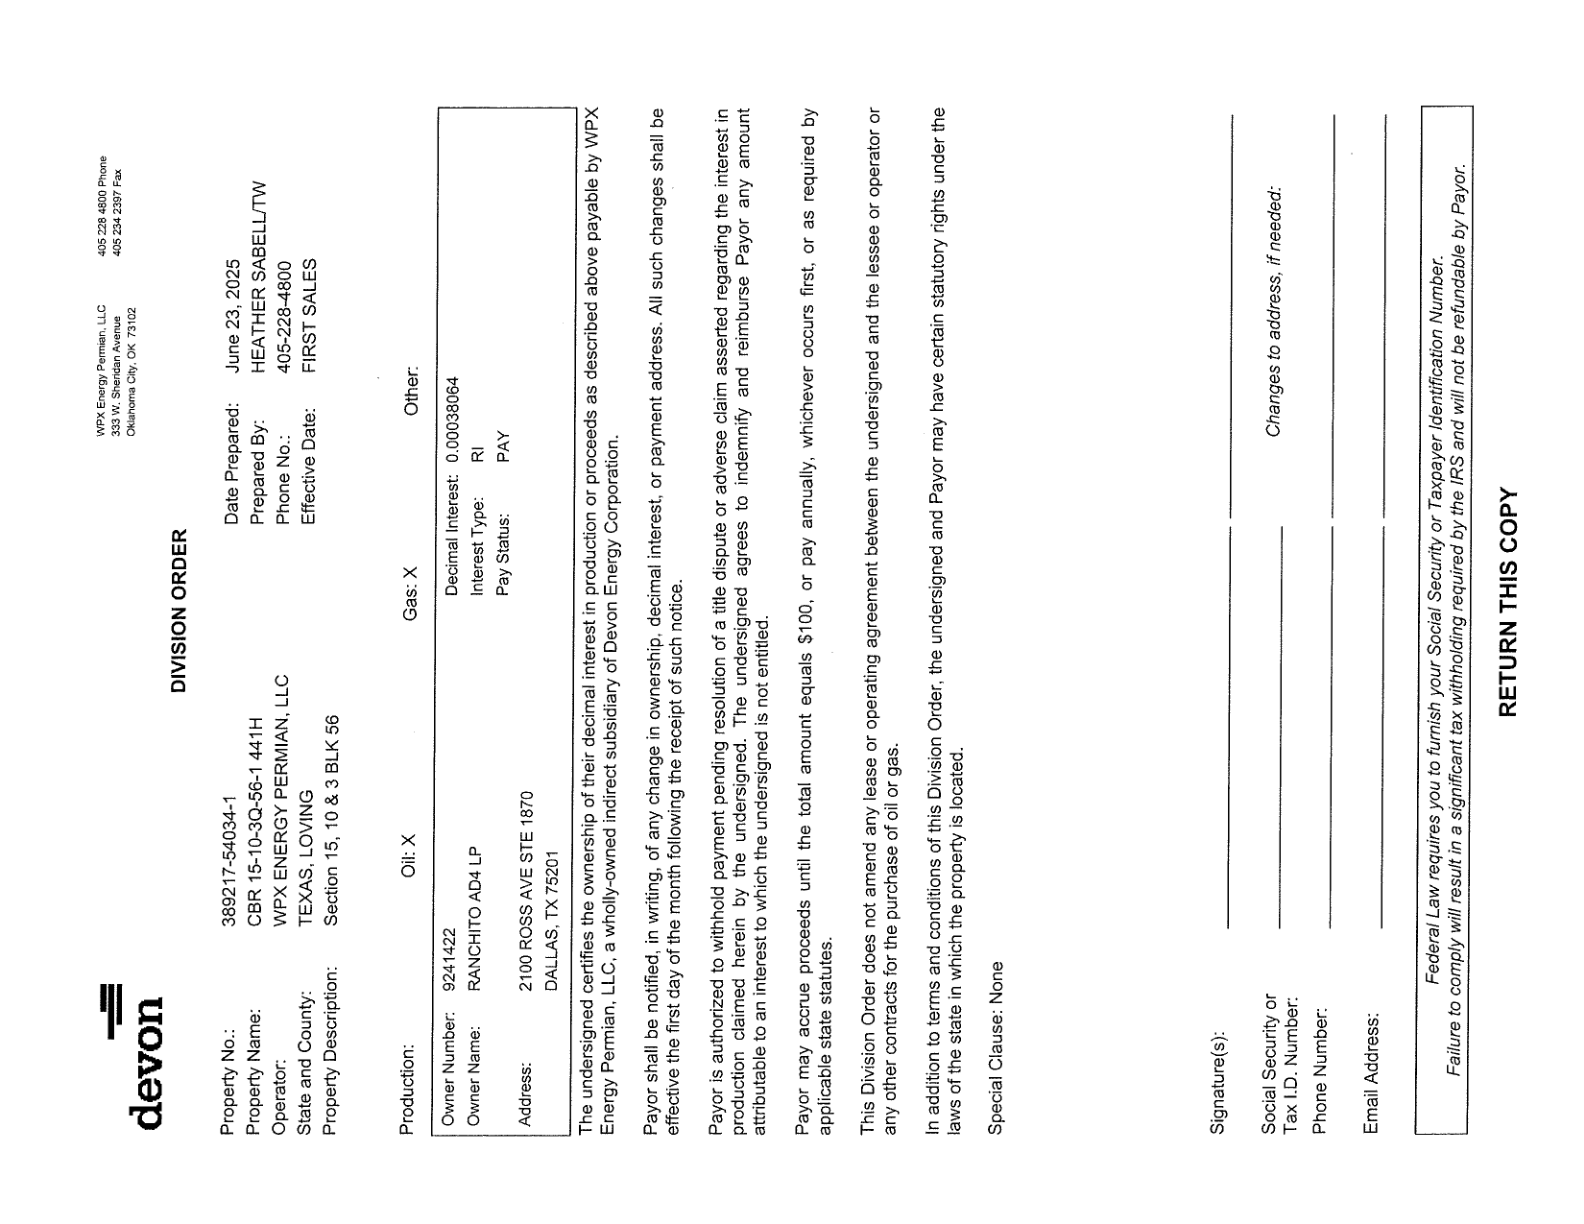 devon
WPX Energy Permian, LLC 405 228 4800 Phone
333 W. Sheridan Avenue 405 234 2397 Fax
Oklahoma City, OK 73102
DIVISION ORDER
Property No.: 389217-54034-1 Date Prepared: June 23, 2025
Property Name: CBR 15-10-3Q-56-1 441H Prepared By: HEATHER SABELL/TW
Operator: WPX ENERGY PERMIAN, LLC Phone No.: 405-228-4800
State and County: TEXAS, LOVING Effective Date: FIRST SALES
Property Description: Section 15, 10 & 3 BLK 56
Production: Oil: X Gas: X Other:
Owner Number: 9241422 Decimal Interest: 0.00038064
Owner Name: RANCHITO AD4 LP Interest Type: RI
Pay Status: PAY
Address: 2100 ROSS AVE STE 1870
DALLAS, TX 75201
The undersigned certifies the ownership of their decimal interest in production or proceeds as described above payable by WPX
Energy Permian, LLC, a wholly-owned indirect subsidiary of Devon Energy Corporation.
Payor shall be notified, in writing, of any change in ownership, decimal interest, or payment address. All such changes shall be
effective the first day of the month following the receipt of such notice.
Payor is authorized to withhold payment pending resolution of a title dispute or adverse claim asserted regarding the interest in
production claimed herein by the undersigned. The undersigned agrees to indemnify and reimburse Payor any amount
attributable to an interest to which the undersigned is not entitled.
Payor may accrue proceeds until the total amount equals $100, or pay annually, whichever occurs first, or as required by
applicable state statutes.
This Division Order does not amend any lease or operating agreement between the undersigned and the lessee or operator or
any other contracts for the purchase of oil or gas.
In addition to terms and conditions of this Division Order, the undersigned and Payor may have certain statutory rights under the
laws of the state in which the property is located.
Special Clause: None
Signature(s):
Social Security or
Tax I.D. Number: Changes to address, if needed:
Phone Number:
Email Address:
Federal Law requires you to furnish your Social Security or Taxpayer Identification Number.
Failure to comply will result in a significant tax withholding required by the IRS and will not be refundable by Payor.
RETURN THIS COPY